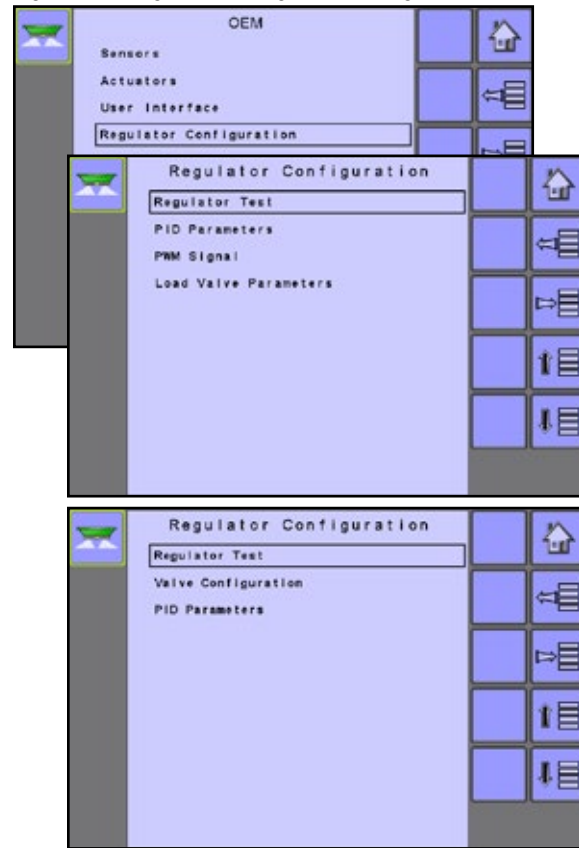 OEM
Sensors
Actuators
User Interface
Regulator Configuration
Regulator Configuration
Regulator Test
PID Parameters
PWM Signal
Load Valve Parameters
Regulator Configuration
Regulator Test
Valve Configuration
PID Parameters